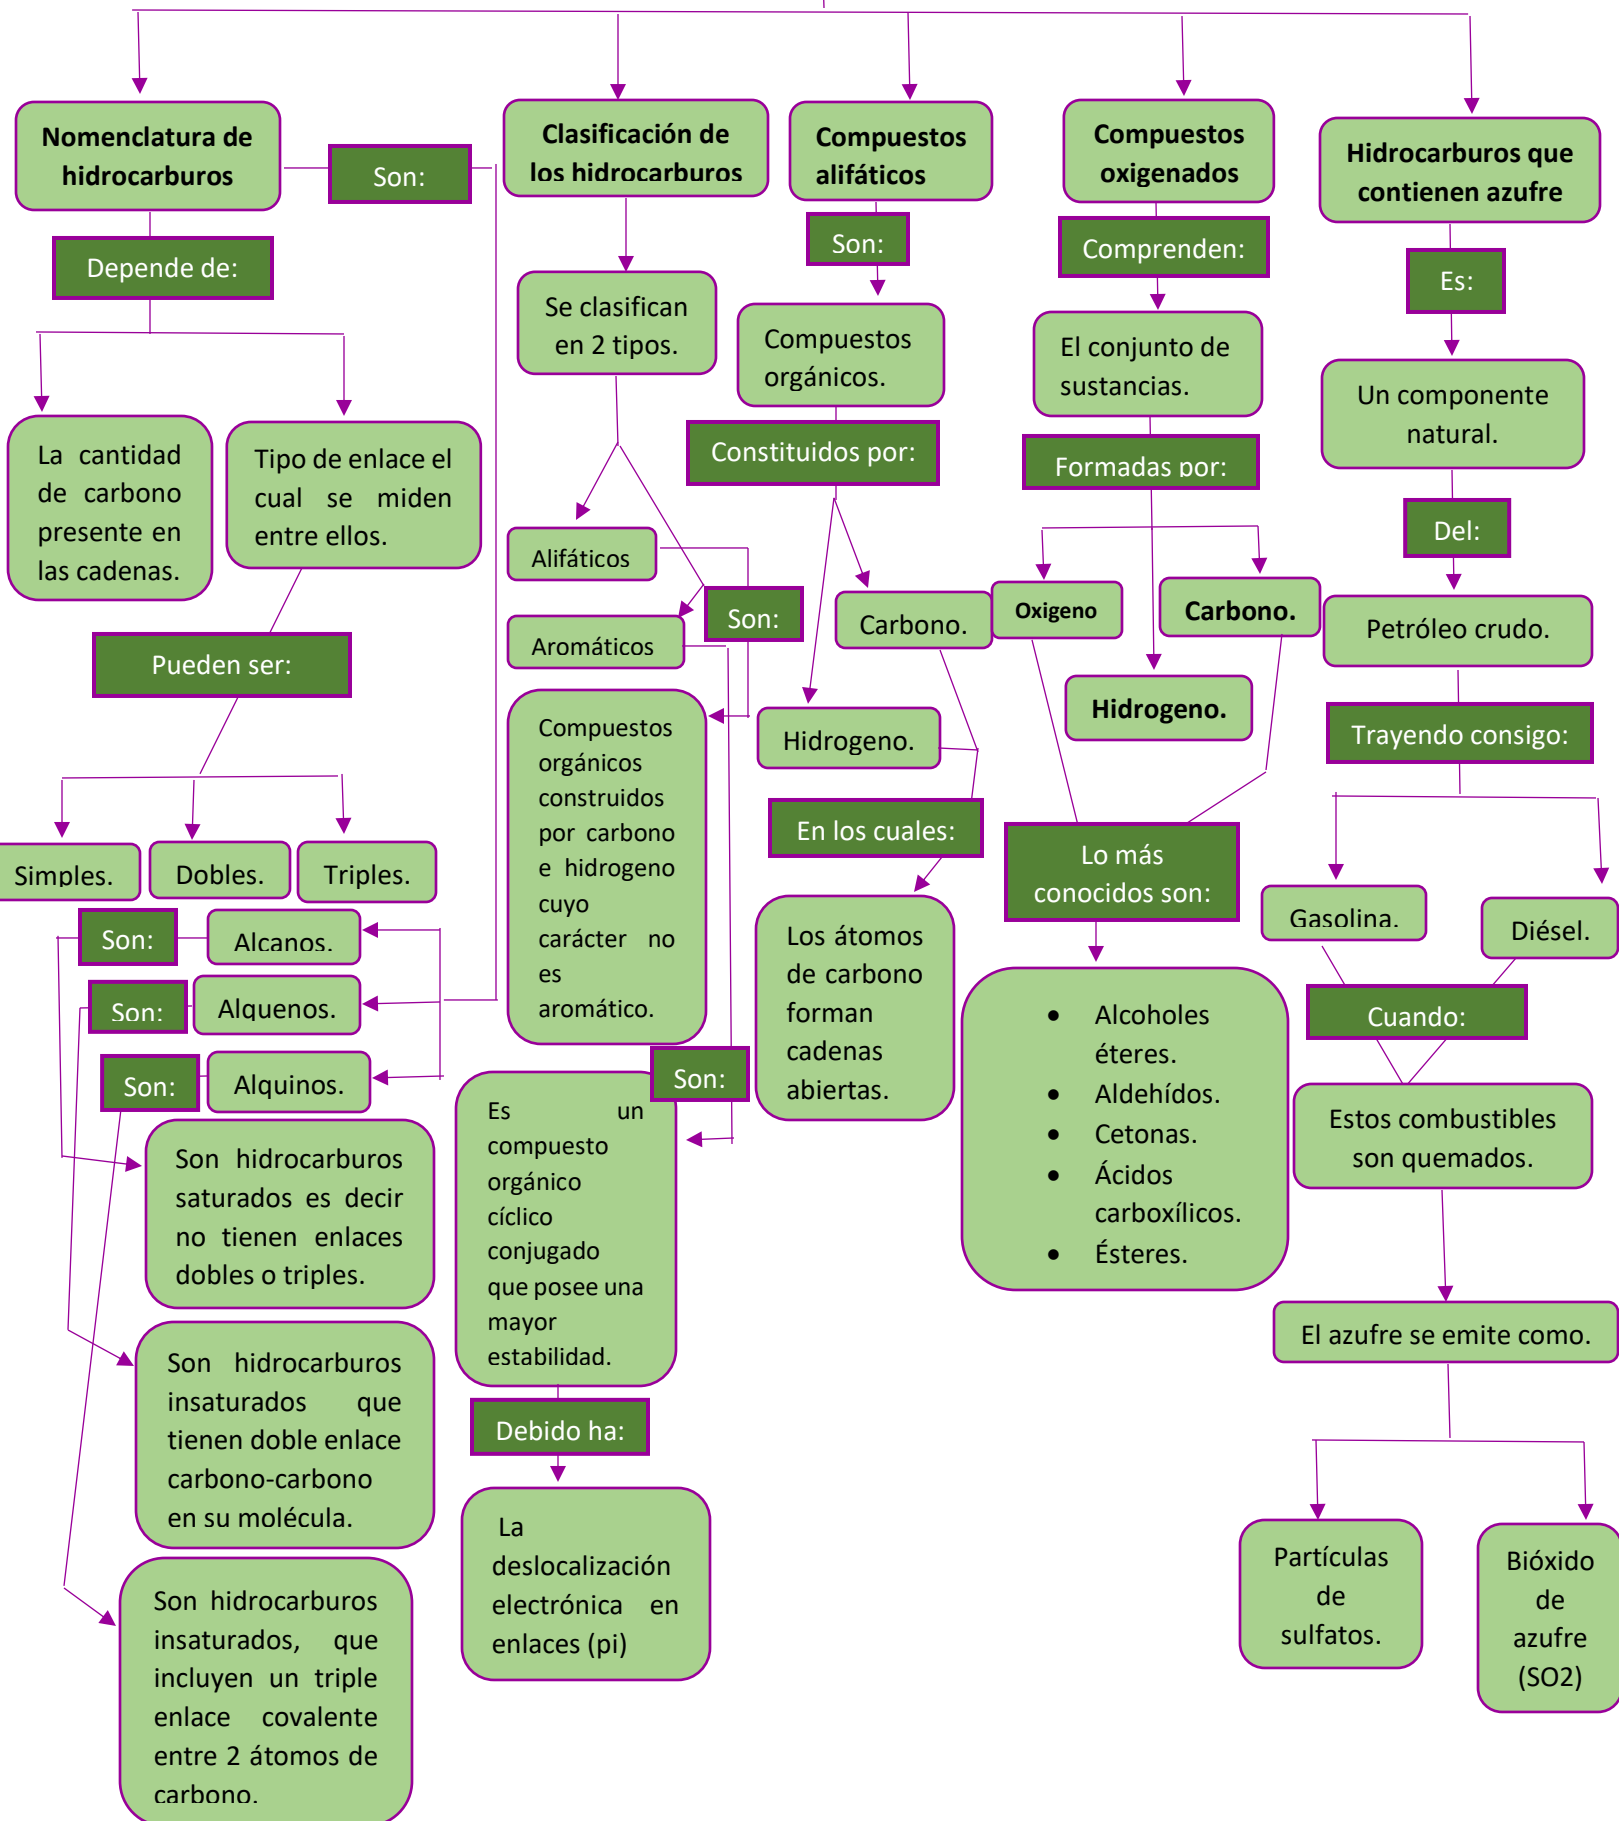 Nomenclatura de
hidrocarburos
Son:
Depende de:
La cantidad
de carbono
presente en
las cadenas.
Tipo de enlace el
cual se miden
entre ellos.
Pueden ser:
Simples.
Dobles.
Triples.
Son:
Alcanos.
Son:
Alquenos.
Son:
Alquinos.
Son hidrocarburos
saturados es decir
no tienen enlaces
dobles o triples.
Son hidrocarburos
insaturados que
tienen doble enlace
carbono-carbono
en su molécula.
Son hidrocarburos
insaturados, que
incluyen un triple
enlace covalente
entre 2 átomos de
carbono.
Clasificación de
los hidrocarburos
Se clasifican
en 2 tipos.
Alifáticos
Aromáticos
Son:
Compuestos
orgánicos
construidos
por carbono
e hidrogeno
cuyo
carácter no
es
aromático.
Son:
Es un
compuesto
orgánico
cíclico
conjugado
que posee una
mayor
estabilidad.
Debido ha:
La
deslocalización
electrónica en
enlaces (pi)
Compuestos
alifáticos
Son:
Compuestos
orgánicos.
Constituidos por:
Carbono.
Hidrogeno.
En los cuales:
Los átomos
de carbono
forman
cadenas
abiertas.
Compuestos
oxigenados
Comprenden:
El conjunto de
sustancias.
Formadas por:
Oxigeno
Carbono.
Hidrogeno.
Lo más
conocidos son:
• Alcoholes
éteres.
• Aldehídos.
• Cetonas.
• Ácidos
carboxílicos.
• Ésteres.
Hidrocarburos que
contienen azufre
Es:
Un componente
natural.
Del:
Petróleo crudo.
Trayendo consigo:
Gasolina.
Diésel.
Cuando:
Estos combustibles
son quemados.
El azufre se emite como.
Partículas
de
sulfatos.
Bióxido
de
azufre
(SO2)